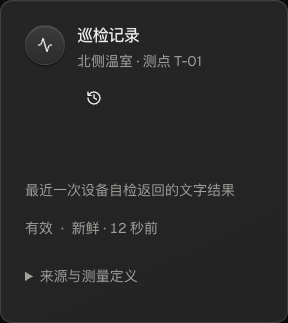 巡检记录
北侧温室 · 测点 T-01
最近一次设备自检返回的文字结果
有效 · 新鲜 · 12 秒前
▶ 来源与测量定义